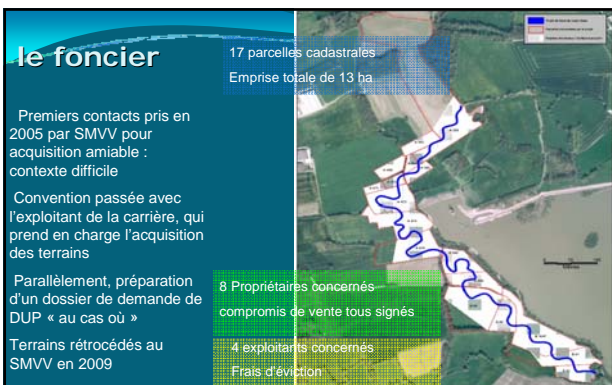 le foncier
17 parcelles cadastrales
Emprise totale de 13 ha
Premiers contacts pris en
2005 par SMVV pour
acquisition amiable :
contexte difficile
Convention passée avec
l'exploitant de la carrière, qui
prend en charge l'acquisition
des terrains
Parallèlement, préparation
d'un dossier de demande de
DUP « au cas où »
Terrains rétrocédés au
SMVV en 2009
8 Propriétaires concernés
compromis de vente tous signés
4 exploitants concernés
Frais d'éviction